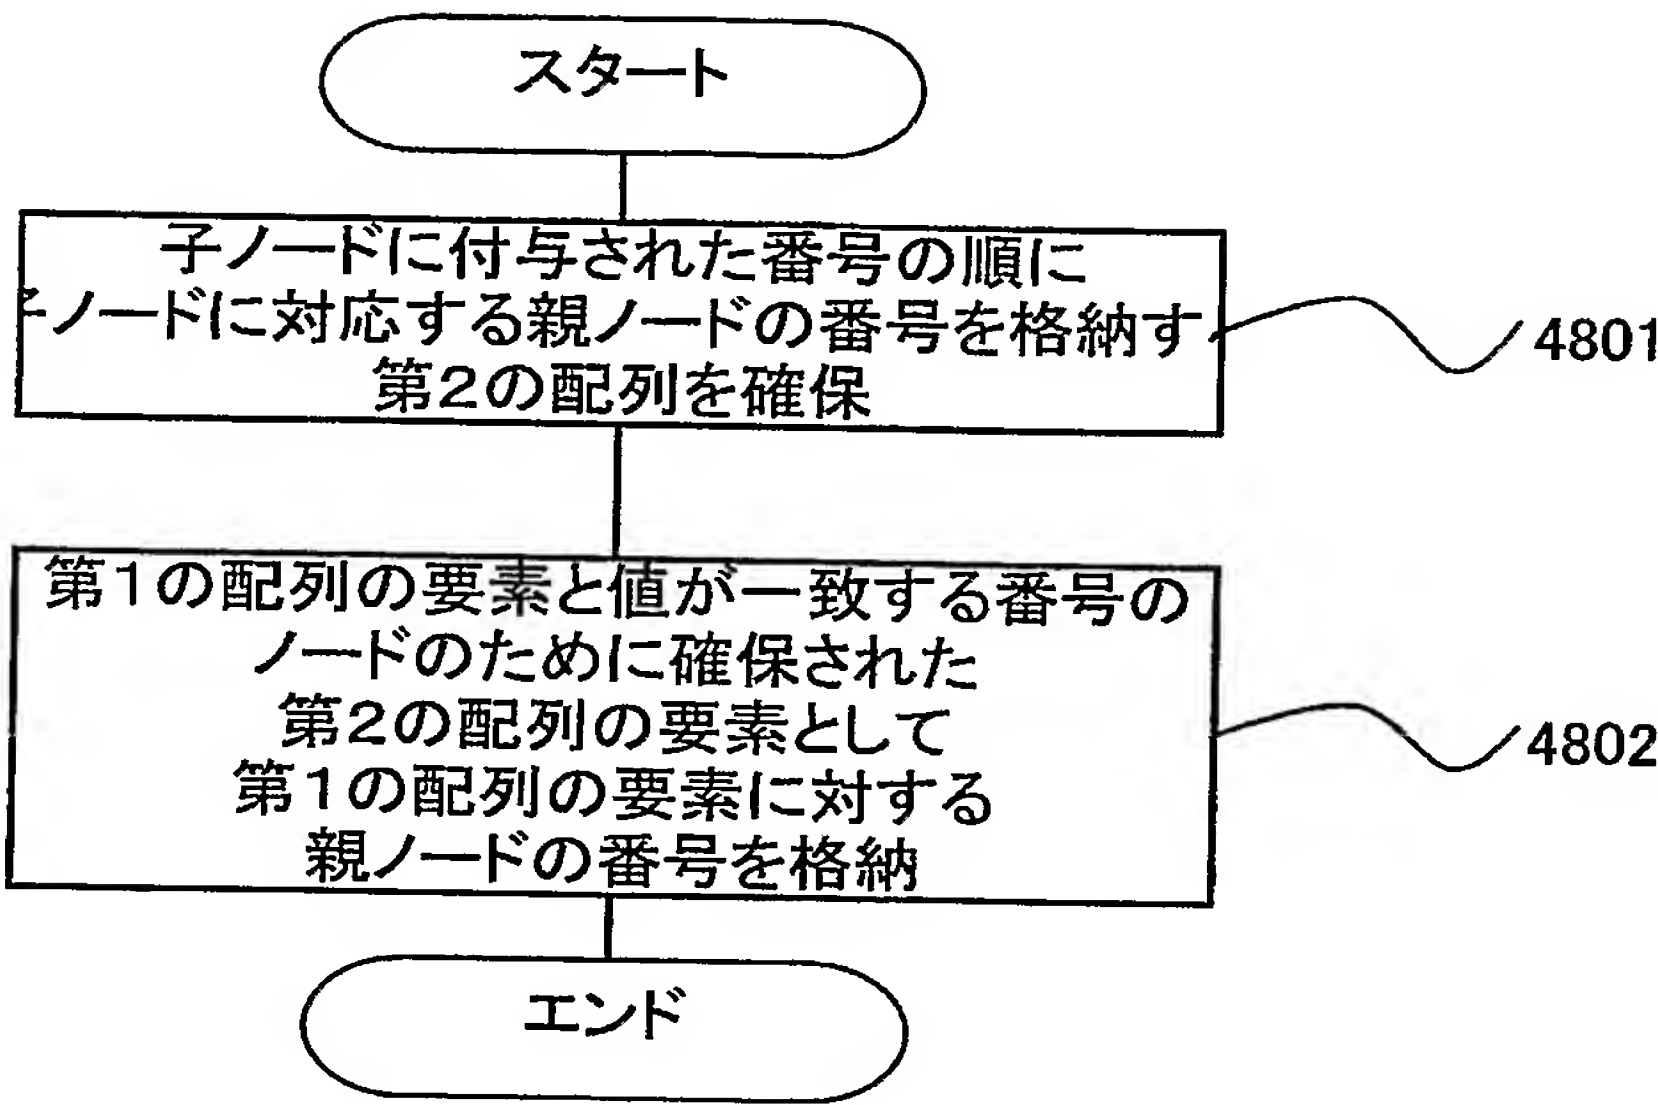 スタート
子ノードに付与された番号の順に
子ノードに対応する親ノードの番号を格納す
第2の配列を確保
4801
第1の配列の要素と値が一致する番号の
ノードのために確保された
第2の配列の要素として
第1の配列の要素に対する
親ノードの番号を格納
4802
エンド